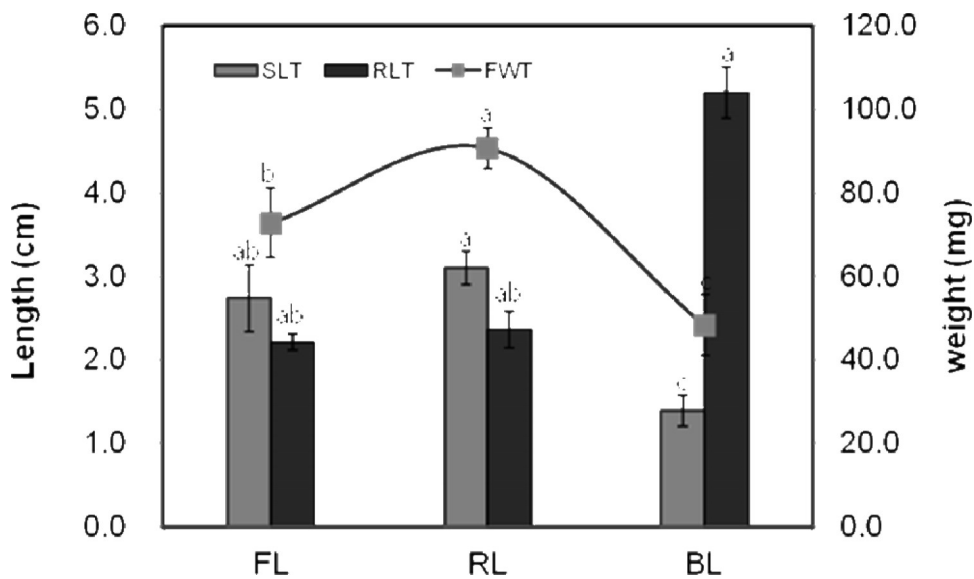 6.0
5.0
4.0
3.0
2.0
1.0
0.0
Length (cm)
SLT RLT FWT
ab
ab
b
a
ab
a
c
a
c
FL RL BL
120.0
100.0
80.0
60.0
40.0
20.0
0.0
weight (mg)